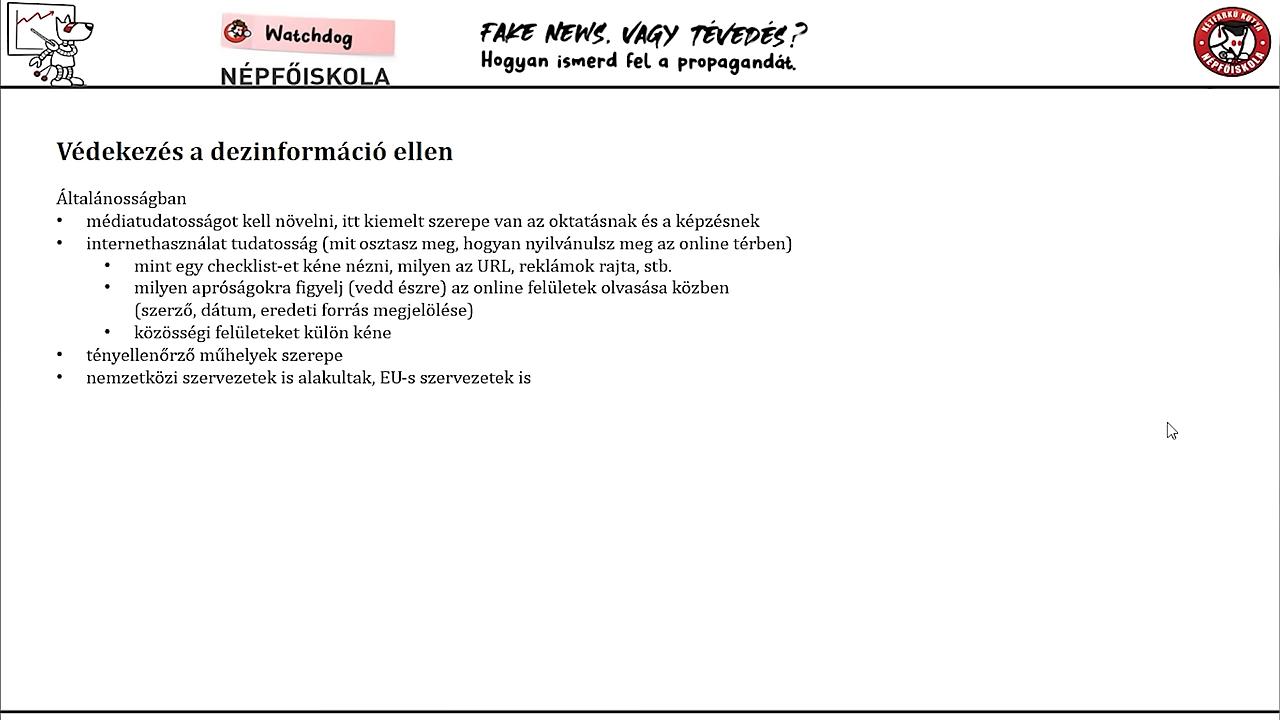 Watchdog
NÉPFŐISKOLA
FAKE NEWS, VAGY TÉVEDÉS?
Hogyan ismerd fel a propagandát.
KÉTFARKÚ KUTYA
NÉPFŐISKOLA
Védekezés a dezinformáció ellen
Általánosságban
• médiatudatosságot kell növelni, itt kiemelt szerepe van az oktatásnak és a képzésnek
• internethasználat tudatosság (mit osztasz meg, hogyan nyilvánulsz meg az online térben)
• mint egy checklist-et kéne nézni, milyen az URL, reklámok rajta, stb.
• milyen apróságokra figyelj (vedd észre) az online felületek olvasása közben
(szerző, dátum, eredeti forrás megjelölése)
• közösségi felületeket külön kéne
• tényellenőrző műhelyek szerepe
• nemzetközi szervezetek is alakultak, EU-s szervezetek is